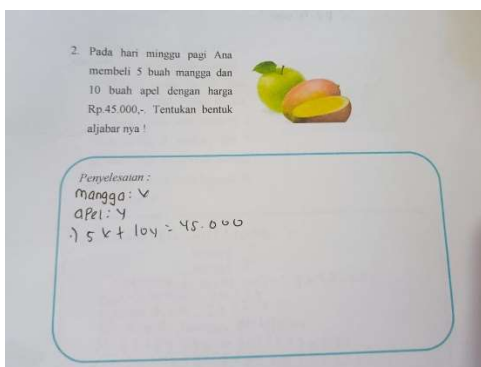 2. Pada hari minggu pagi Ana
membeli 5 buah mangga dan
10 buah apel dengan harga
Rp.45.000,-. Tentukan bentuk
aljabar nya !
Penyelesaian :
mangga : x
apel : y
∴) 5 x + 10y = 45.000